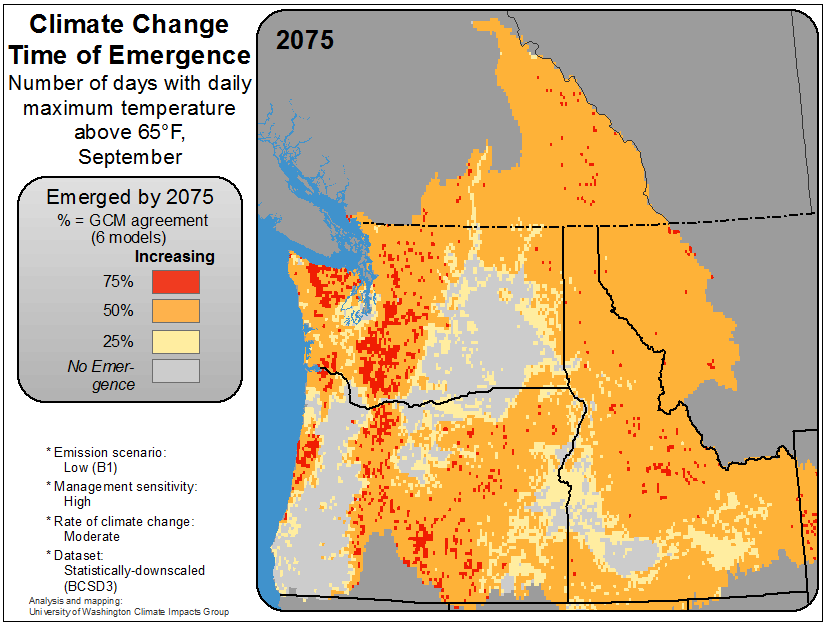 Climate Change
Time of Emergence
Number of days with daily
maximum temperature
above 65°F,
September
2075
Emerged by 2075
% = GCM agreement
(6 models)
Increasing
75%
50%
25%
No Emer-
gence
* Emission scenario:
Low (B1)
* Management sensitivity:
High
* Rate of climate change:
Moderate
* Dataset:
Statistically-downscaled
(BCSD3)
Analysis and mapping:
University of Washington Climate Impacts Group